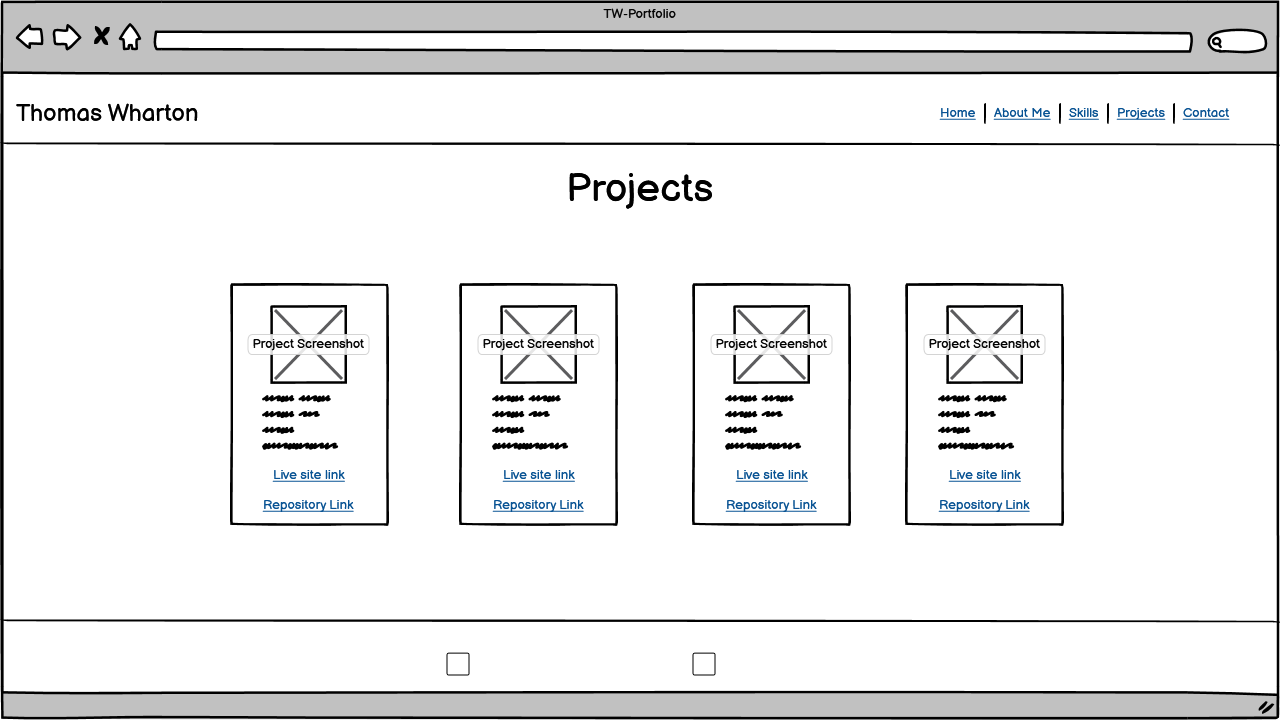 TW-Portfolio
Thomas Wharton
Home About Me Skills Projects Contact
Projects
Project Screenshot Project Screenshot Project Screenshot Project Screenshot
Live site link Live site link Live site link Live site link
Repository Link Repository Link Repository Link Repository Link